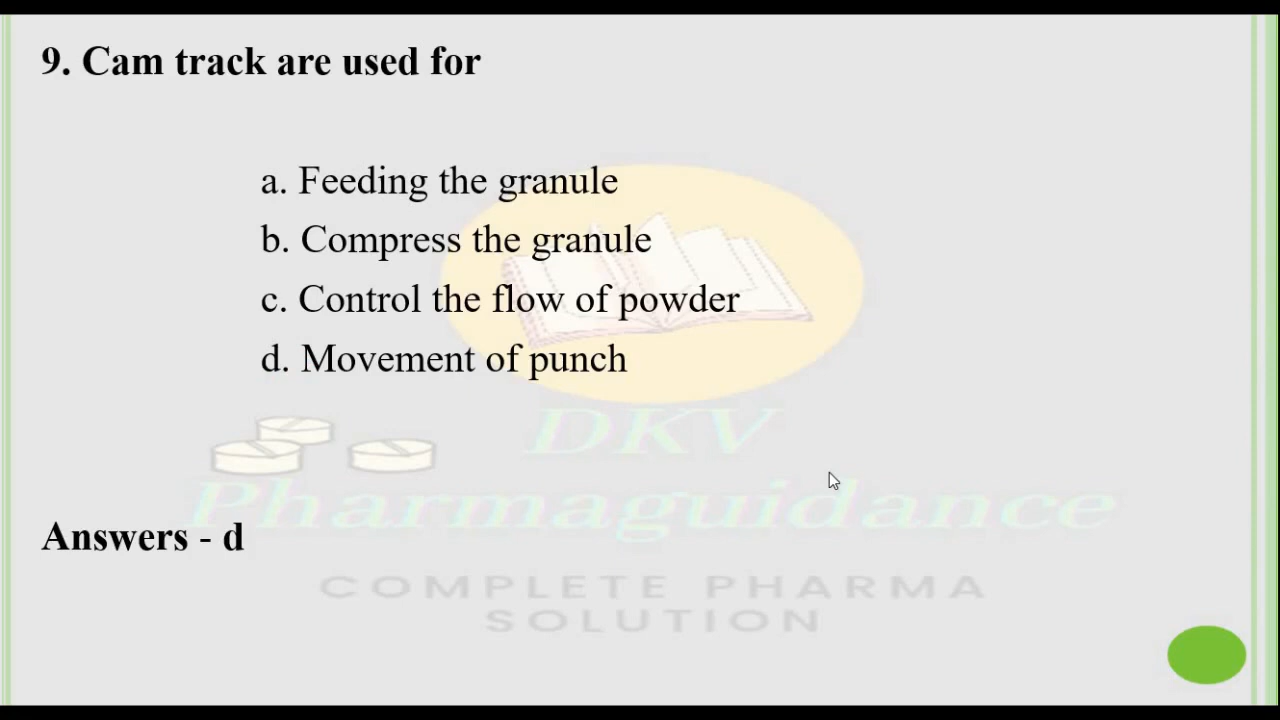 9. Cam track are used for
a. Feeding the granule
b. Compress the granule
c. Control the flow of powder
d. Movement of punch
DKV
Pharmaguidance
Answers - d
COMPLETE PHARMA
SOLUTION